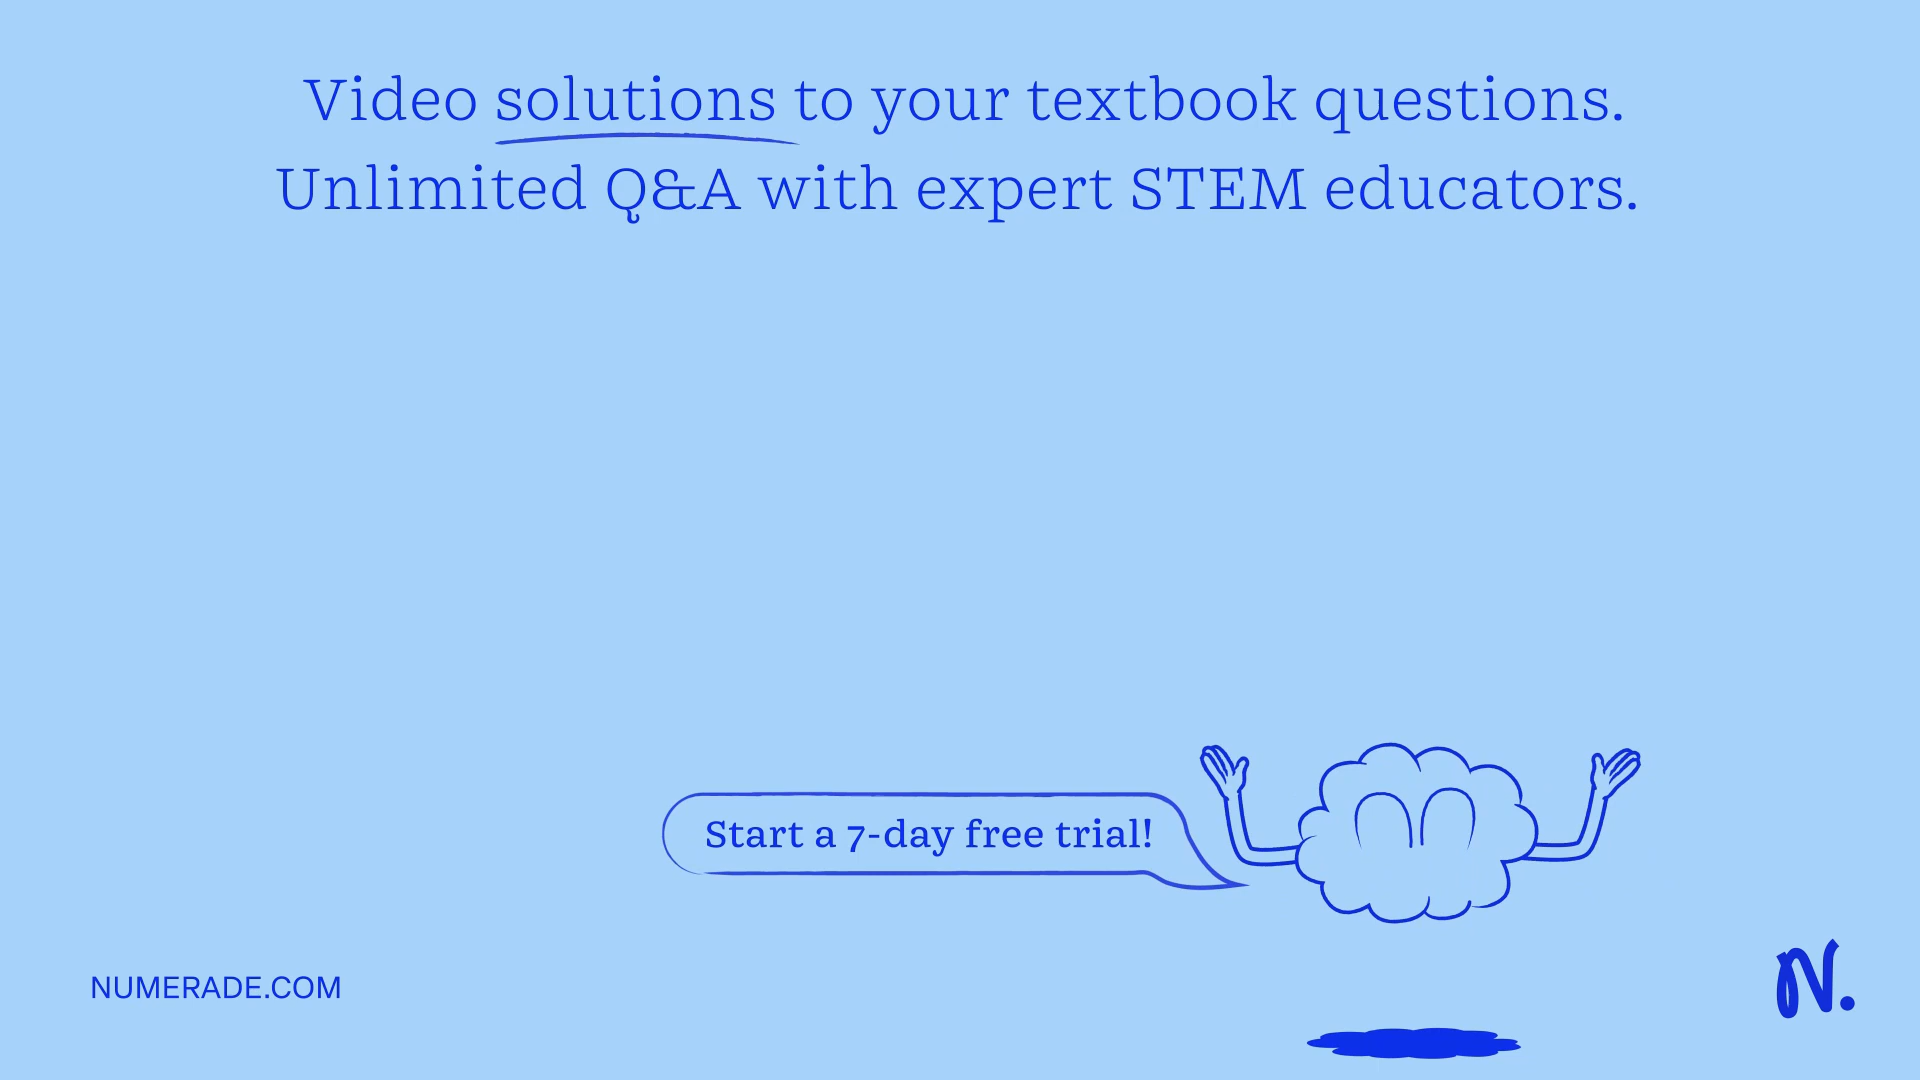 Video solutions to your textbook questions.
Unlimited Q&A with expert STEM educators.
Start a 7-day free trial!
NUMERADE.COM
N.